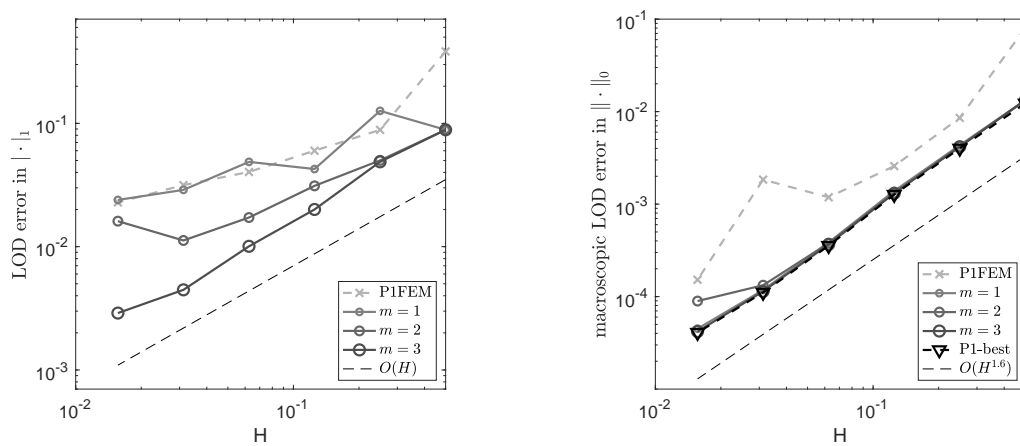 LOD error in | · |₁
10⁻¹
10⁻²
10⁻³
10⁻²
10⁻¹
H
P1FEM
m = 1
m = 2
m = 3
O(H)
macroscopic LOD error in ||| · |||₀
10⁻¹
10⁻²
10⁻³
10⁻⁴
10⁻²
10⁻¹
H
P1FEM
m = 1
m = 2
m = 3
P1-best
O(H¹·⁶)